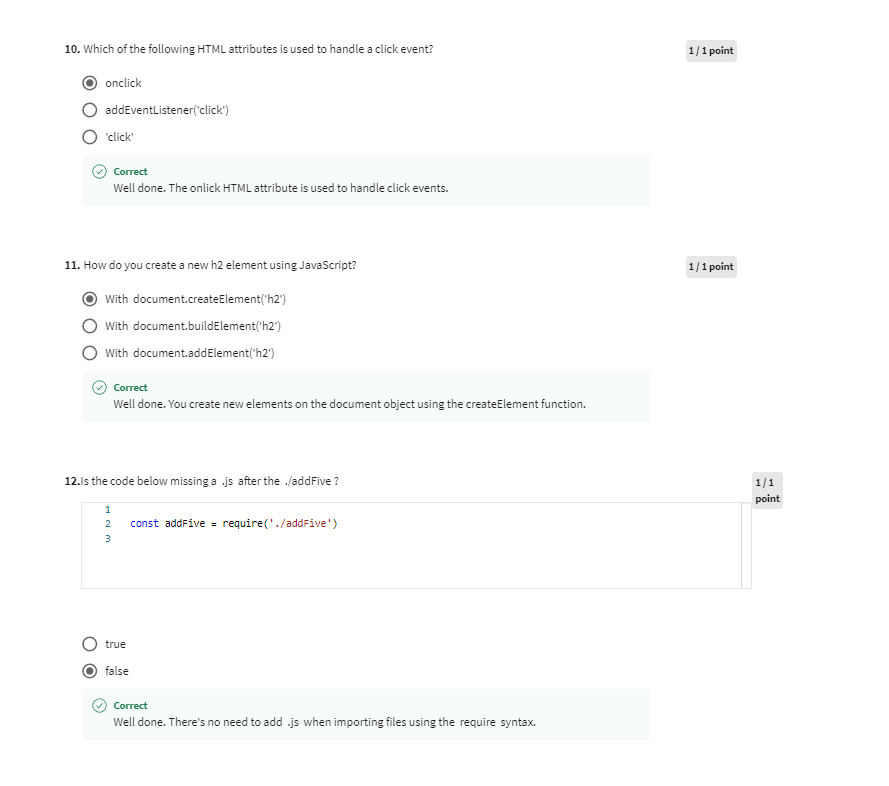 10. Which of the following HTML attributes is used to handle a click event?
1 / 1 point
onclick
addEventListener('click')
'click'
Correct
Well done. The onlick HTML attribute is used to handle click events.
11. How do you create a new h2 element using JavaScript?
1 / 1 point
With document.createElement('h2')
With document.buildElement('h2')
With document.addElement('h2')
Correct
Well done. You create new elements on the document object using the createElement function.
12.Is the code below missing a .js after the ./addFive ?
1 / 1
point
1
2 const addFive = require('./addFive')
3
true
false
Correct
Well done. There's no need to add .js when importing files using the require syntax.